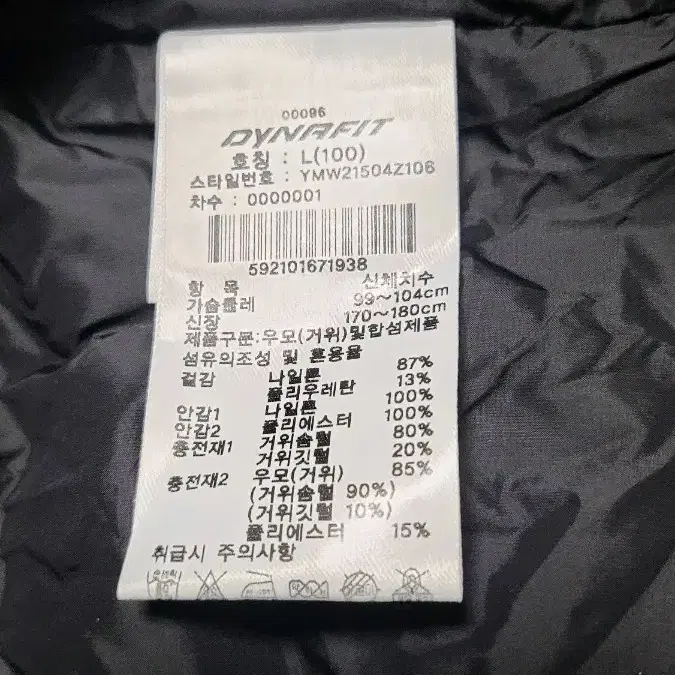 00096
DYNAFIT
호칭 : L(100)
스타일번호 : YMW21504Z106
차수 : 0000001
592101671938
항 목 신체치수
가슴둘레 99~104cm
신장 170~180cm
제품구분:우모(거위)및합섬제품
섬유의조성 및 혼용율
겉감 나일론 87%
폴리우레탄 13%
안감1 나일론 100%
안감2 폴리에스터 100%
충전재1 거위솜털 80%
거위깃털 20%
충전재2 우모(거위) 85%
(거위솜털 90%)
(거위깃털 10%)
폴리에스터 15%
취급시 주의사항